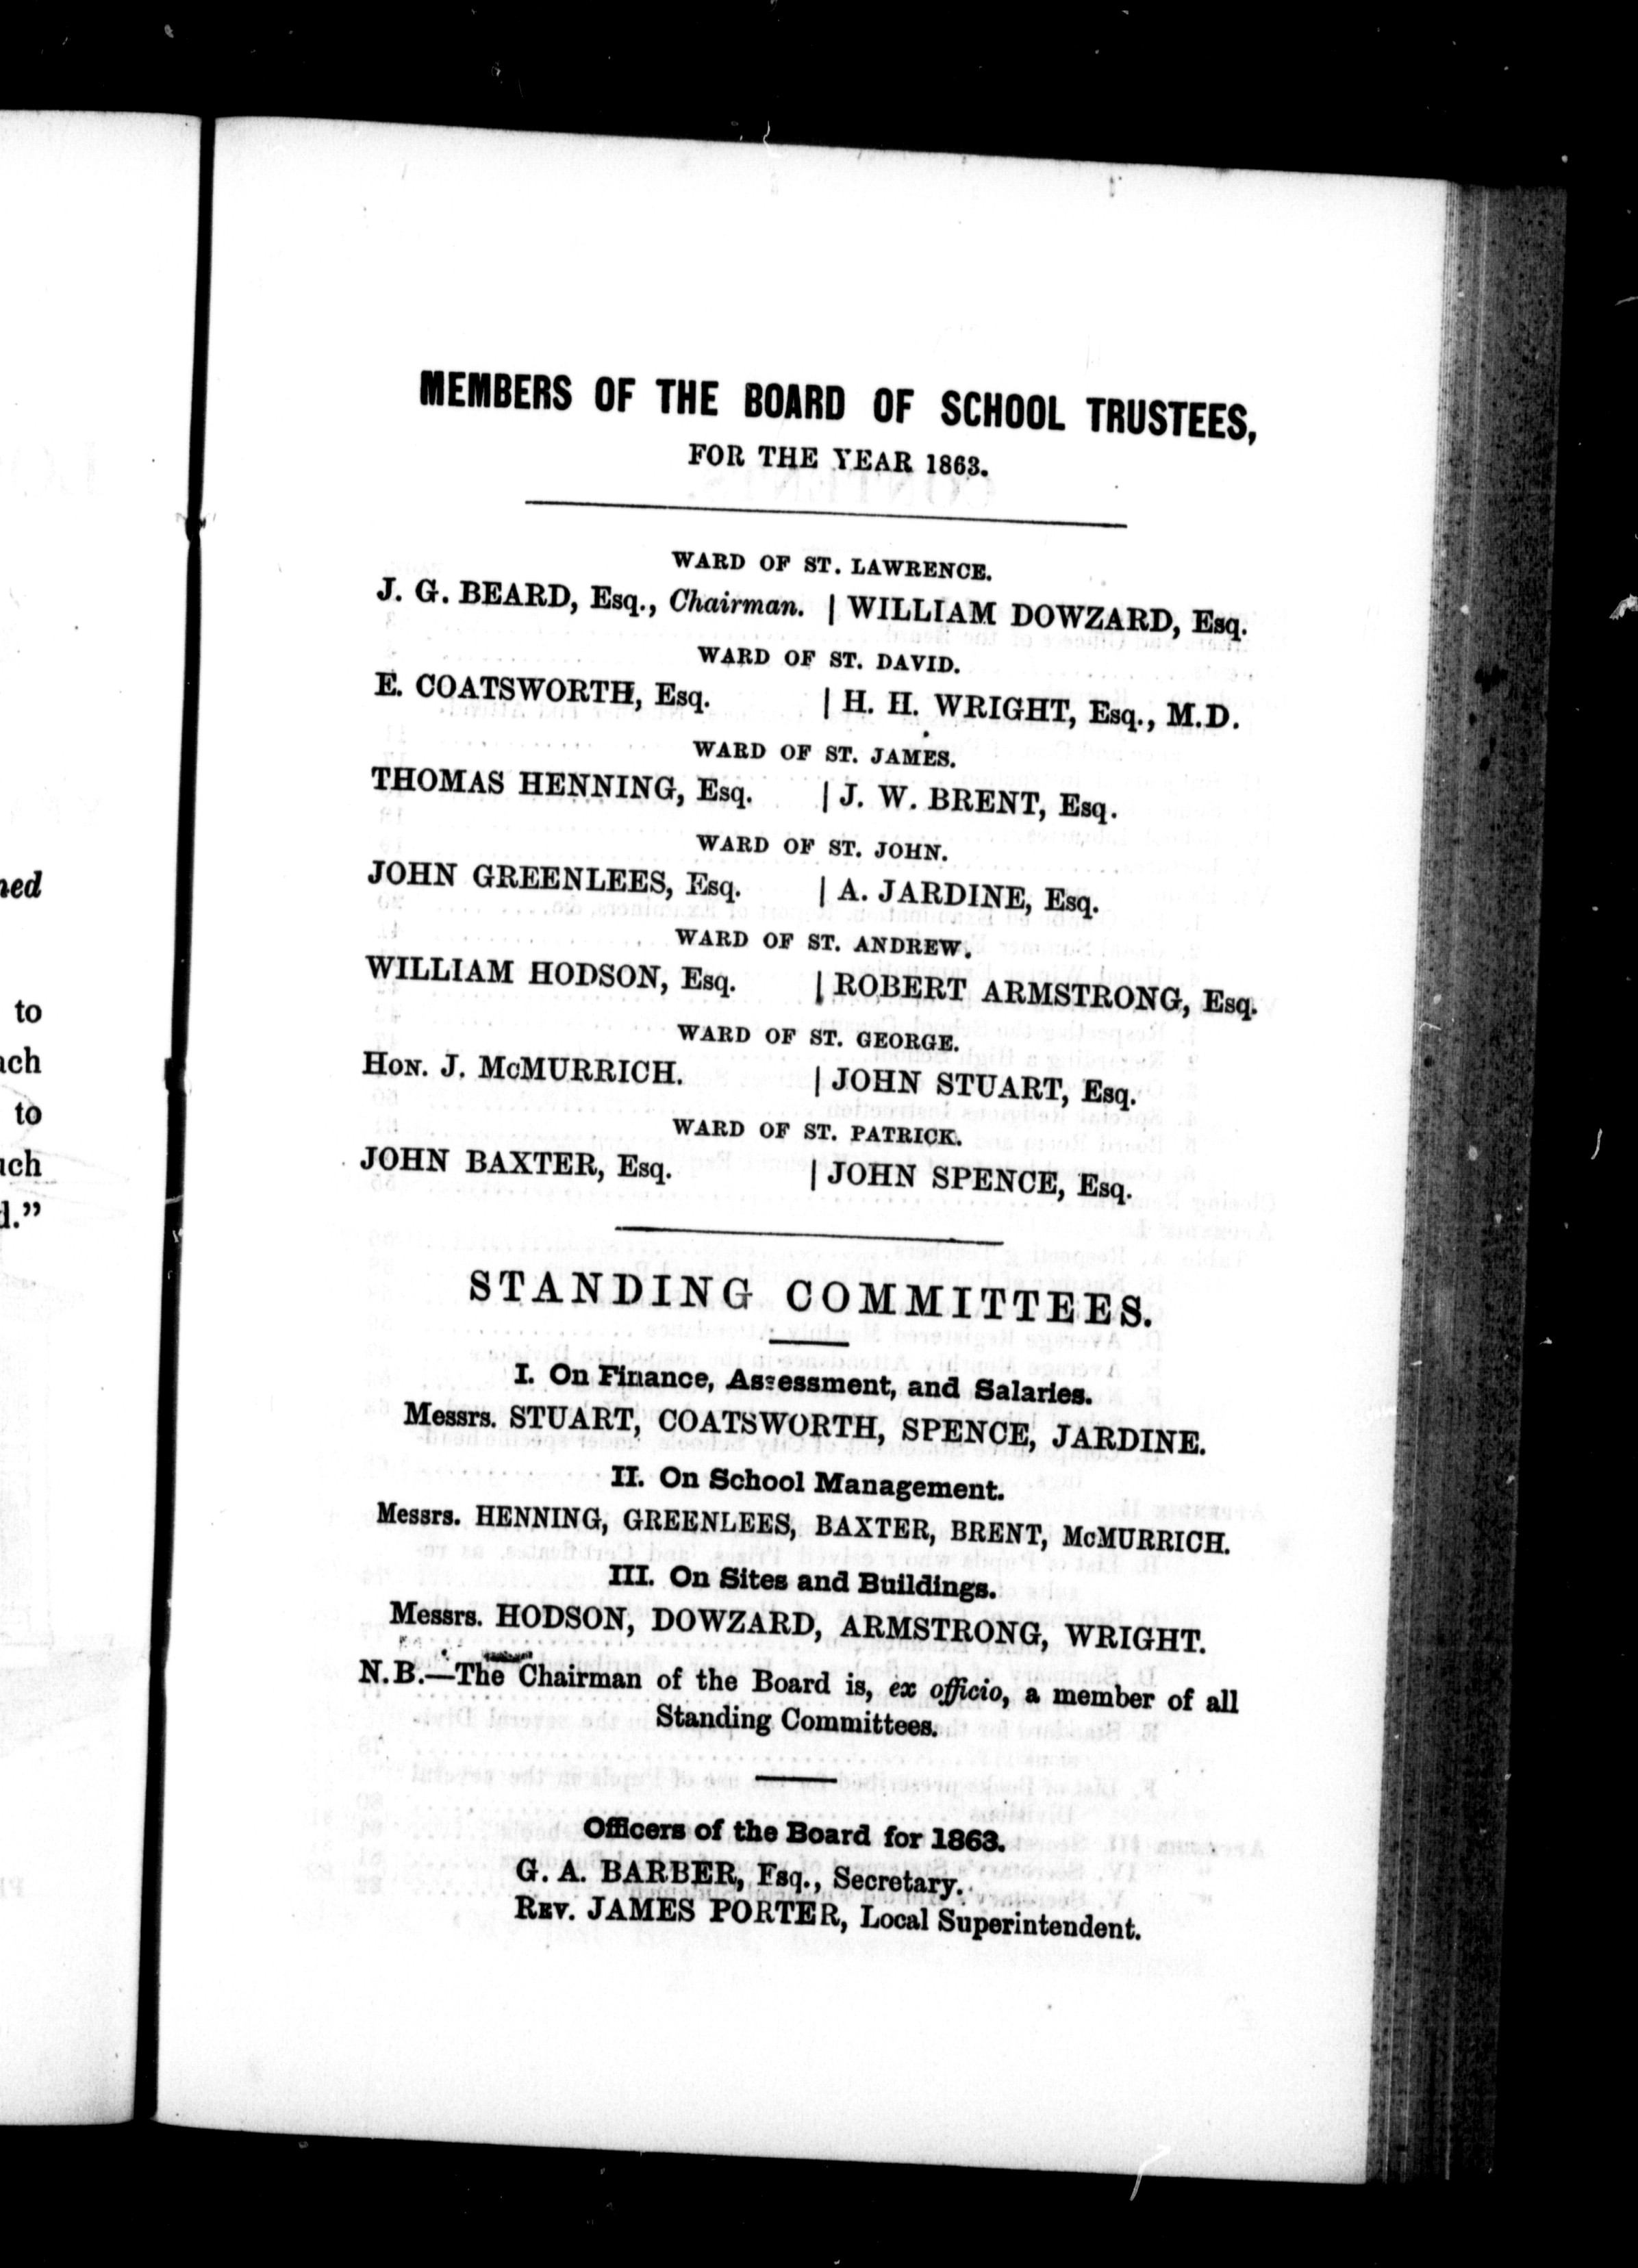 ned
to
ach
to
uch
d.”
MEMBERS OF THE BOARD OF SCHOOL TRUSTEES,
FOR THE YEAR 1863.
WARD OF ST. LAWRENCE.
J. G. BEARD, Esq., Chairman. | WILLIAM DOWZARD, Esq.
WARD OF ST. DAVID.
E. COATSWORTH, Esq. | H. H. WRIGHT, Esq., M.D.
WARD OF ST. JAMES.
THOMAS HENNING, Esq. | J. W. BRENT, Esq.
WARD OF ST. JOHN.
JOHN GREENLEES, Esq. | A. JARDINE, Esq.
WARD OF ST. ANDREW.
WILLIAM HODSON, Esq. | ROBERT ARMSTRONG, Esq.
WARD OF ST. GEORGE.
HON. J. McMURRICH. | JOHN STUART, Esq.
WARD OF ST. PATRICK.
JOHN BAXTER, Esq. | JOHN SPENCE, Esq.
STANDING COMMITTEES.
I. On Finance, Assessment, and Salaries.
Messrs. STUART, COATSWORTH, SPENCE, JARDINE.
II. On School Management.
Messrs. HENNING, GREENLEES, BAXTER, BRENT, McMURRICH.
III. On Sites and Buildings.
Messrs. HODSON, DOWZARD, ARMSTRONG, WRIGHT.
N.B.—The Chairman of the Board is, ex officio, a member of all
Standing Committees.
Officers of the Board for 1863.
G. A. BARBER, Esq., Secretary.
REV. JAMES PORTER, Local Superintendent.